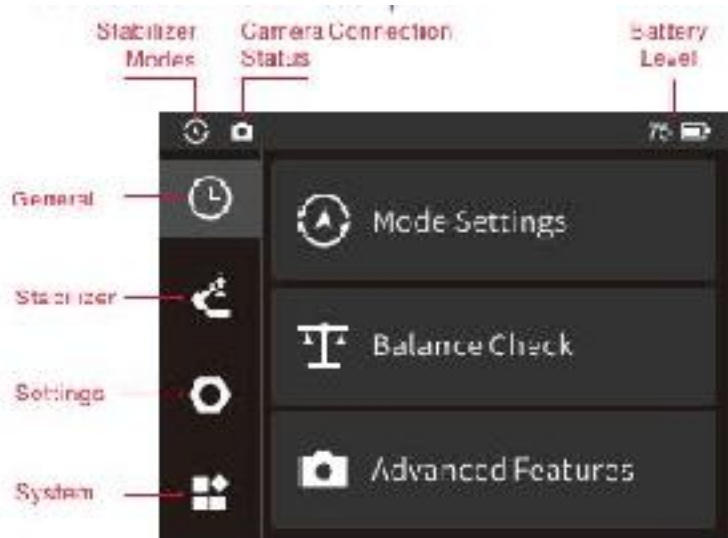 Stabilizer Modes
Camera Connection Status
Battery Level
75
General
Mode Settings
Stabilizer
Balance Check
Settings
Advanced Features
System